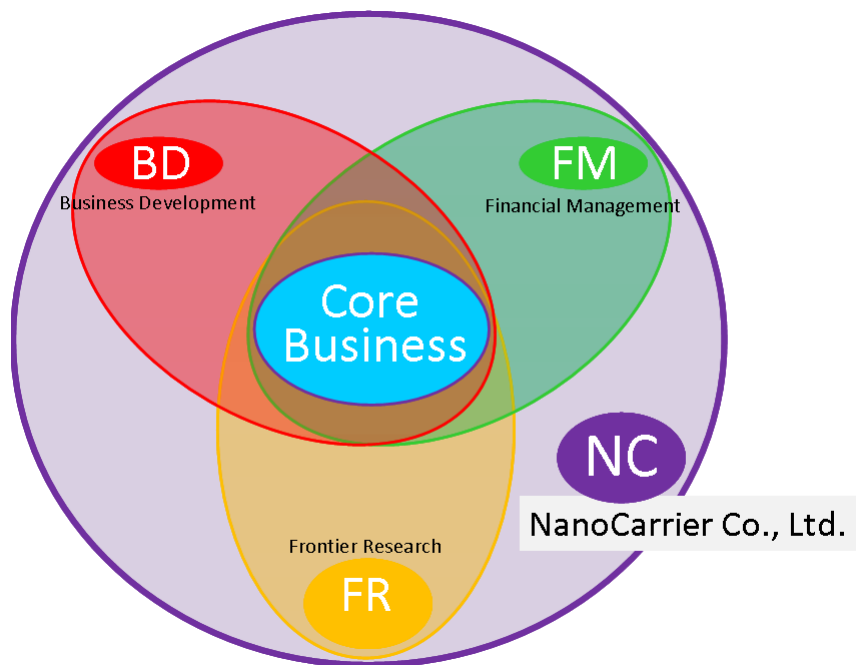 BD
Business Development
FM
Financial Management
Core
Business
NC
NanoCarrier Co., Ltd.
Frontier Research
FR